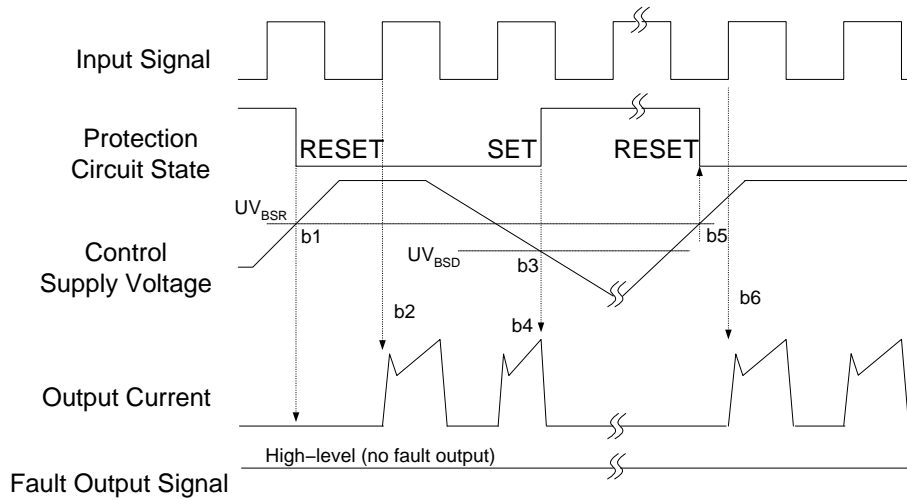 Input Signal
Protection
Circuit State
RESET
SET
RESET
UV_BSR
b1
UV_BSD
b3
b5
Control
Supply Voltage
b2
b4
b6
Output Current
High−level (no fault output)
Fault Output Signal